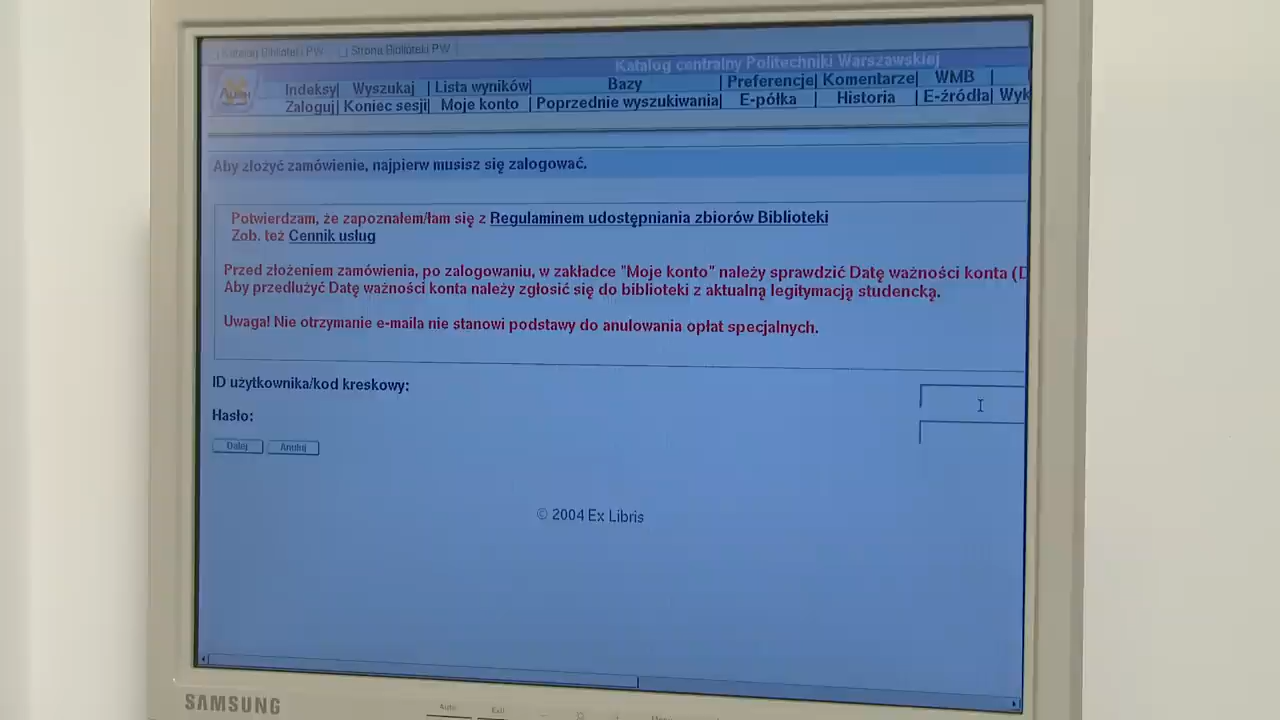 Katalog Biblioteki PW Strona Biblioteki PW
Katalog centralny Politechniki Warszawskiej
Indeksy| Wyszukaj | Lista wyników| Bazy | Preferencje| Komentarze| WMB |
Zaloguj| Koniec sesji| Moje konto | Poprzednie wyszukiwania| E-półka | Historia | E-źródła| Wyk
Aby złożyć zamówienie, najpierw musisz się zalogować.
Potwierdzam, że zapoznałem/łam się z Regulaminem udostępniania zbiorów Biblioteki
Zob. też Cennik usług
Przed złożeniem zamówienia, po zalogowaniu, w zakładce "Moje konto" należy sprawdzić Datę ważności konta (D
Aby przedłużyć Datę ważności konta należy zgłosić się do biblioteki z aktualną legitymacją studencką.
Uwaga! Nie otrzymanie e-maila nie stanowi podstawy do anulowania opłat specjalnych.
ID użytkownika/kod kreskowy:
Hasło:
Dalej Anuluj
© 2004 Ex Libris
SAMSUNG
Auto Exit